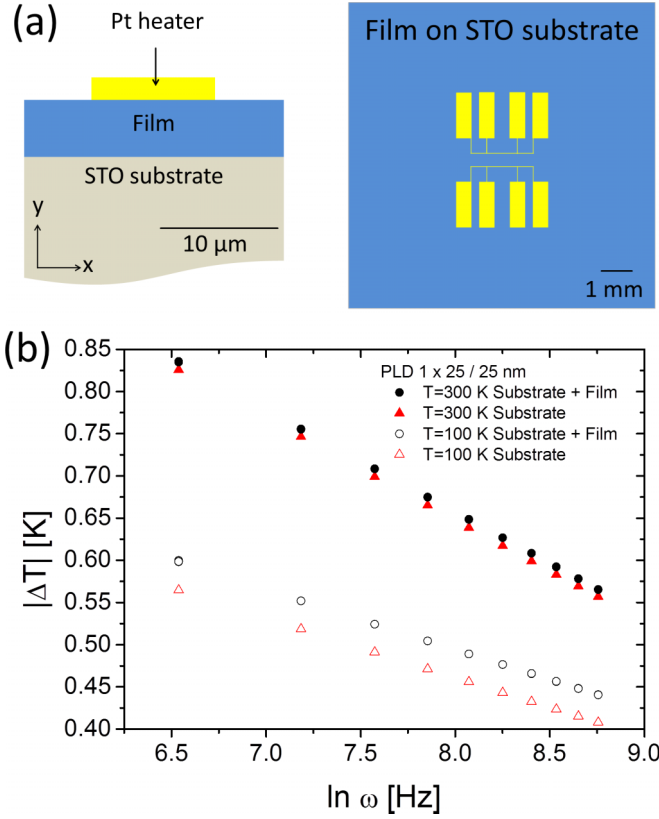 (a)
Pt heater
Film
STO substrate
y
x
10 μm
Film on STO substrate
1 mm
(b)
PLD 1 x 25 / 25 nm
T=300 K Substrate + Film
T=300 K Substrate
T=100 K Substrate + Film
T=100 K Substrate
|ΔT| [K]
0.85
0.80
0.75
0.70
0.65
0.60
0.55
0.50
0.45
0.40
6.5 7.0 7.5 8.0 8.5 9.0
ln ω [Hz]